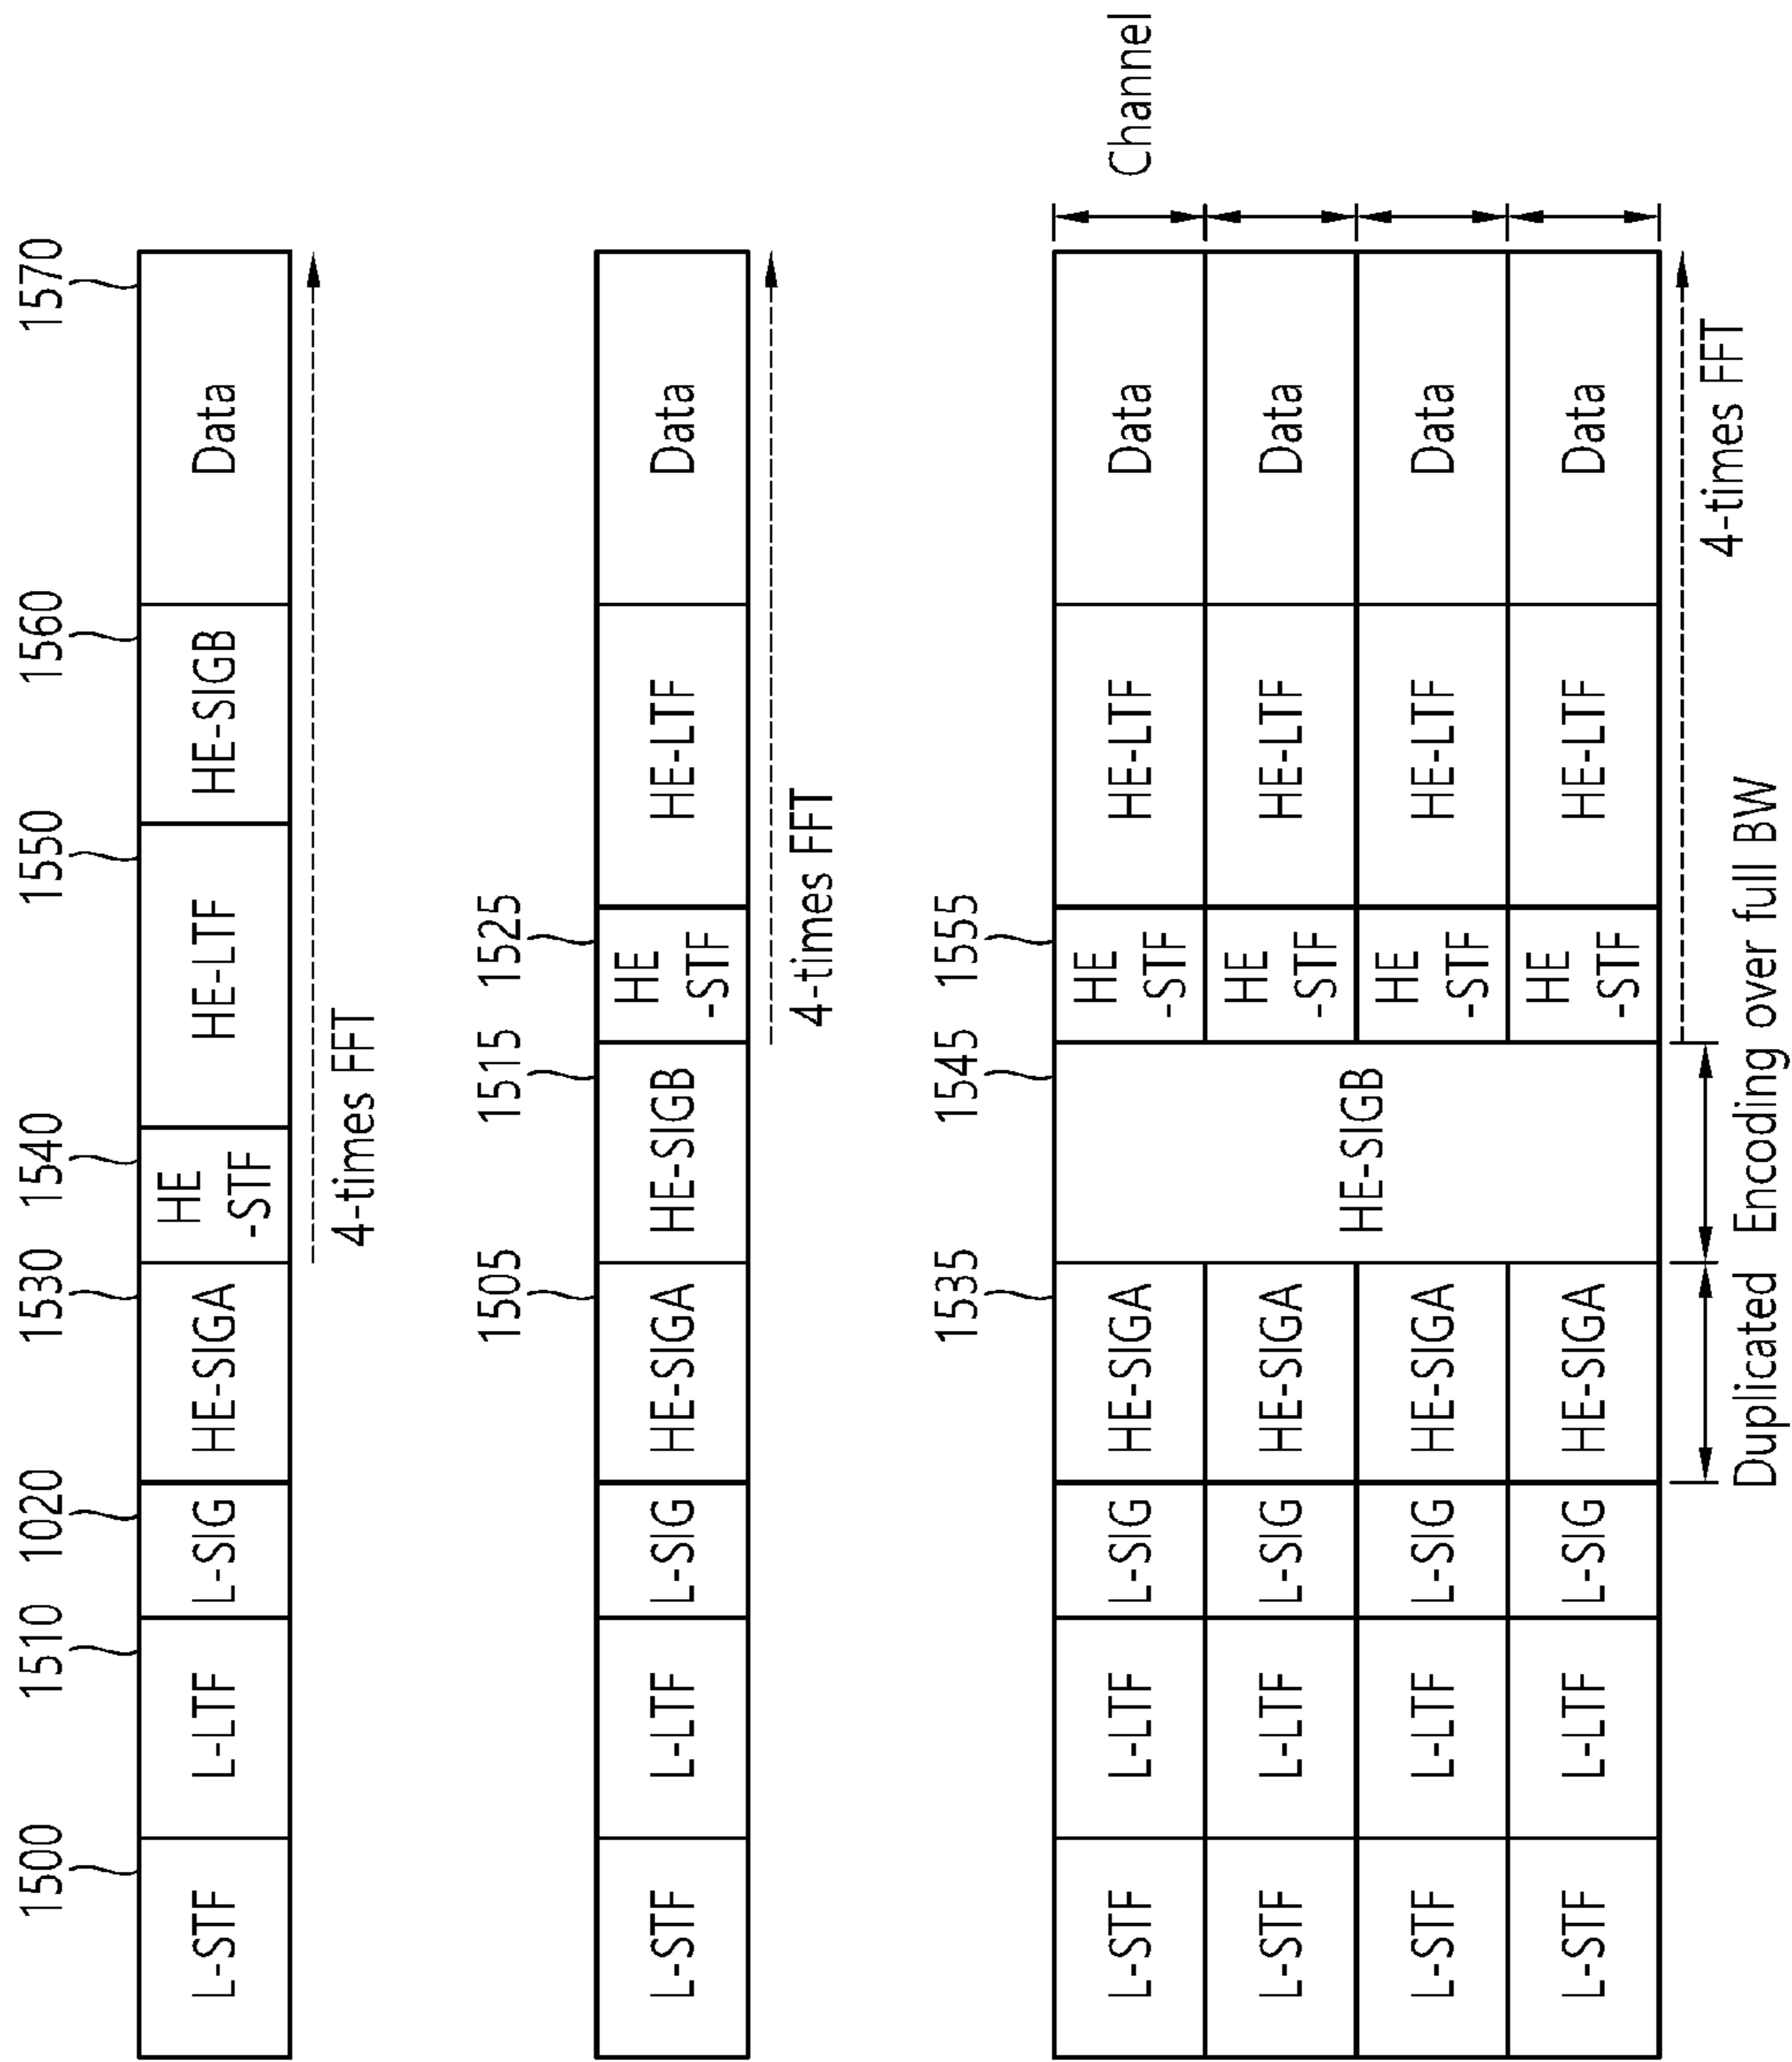 1500 1510 1020 1530 1540 1550 1560 1570
L-STF L-LTF L-SIG HE-SIGA HE -STF HE-LTF HE-SIGB Data
4-times FFT
1505 1515 1525
L-STF L-LTF L-SIG HE-SIGA HE-SIGB HE -STF HE-LTF Data
4-times FFT
1535 1545 1555
Channel
L-STF L-LTF L-SIG HE-SIGA HE -STF HE-LTF Data
L-STF L-LTF L-SIG HE-SIGA HE -STF HE-LTF Data
HE-SIGB
L-STF L-LTF L-SIG HE-SIGA HE -STF HE-LTF Data
L-STF L-LTF L-SIG HE-SIGA HE -STF HE-LTF Data
4-times FFT
Duplicated Encoding over full BW